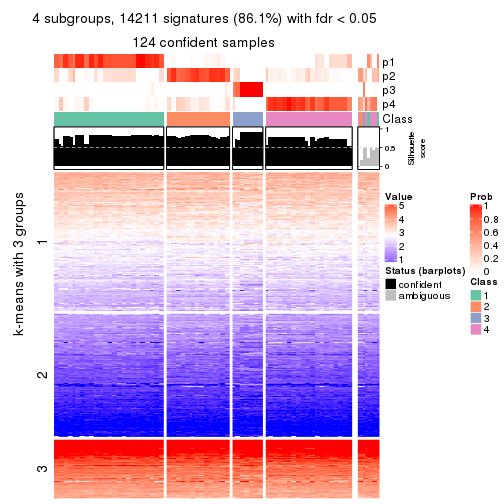 4 subgroups, 14211 signatures (86.1%) with fdr < 0.05
124 confident samples
p1
p2
p3
p4
Class
1
0.5
0
Silhouette
score
k-means with 3 groups
1
2
3
Value
5
4
3
2
1
Status (barplots)
confident
ambiguous
Prob
1
0.8
0.6
0.4
0.2
0
Class
1
2
3
4